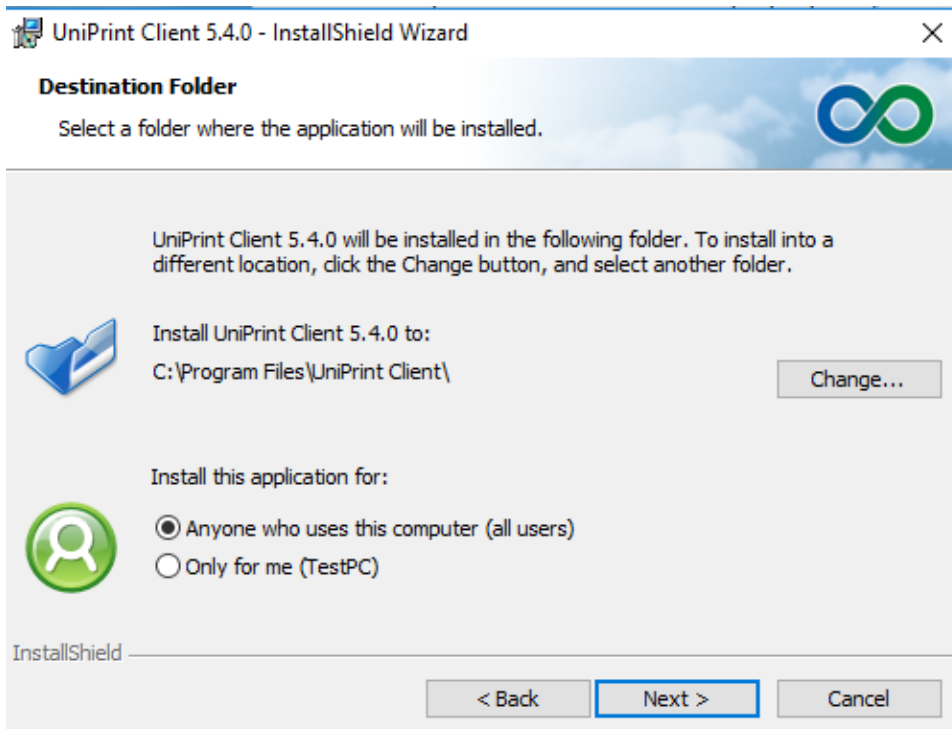 UniPrint Client 5.4.0 - InstallShield Wizard
Destination Folder
Select a folder where the application will be installed.
UniPrint Client 5.4.0 will be installed in the following folder. To install into a
different location, click the Change button, and select another folder.
Install UniPrint Client 5.4.0 to:
C:\Program Files\UniPrint Client\
Change...
Install this application for:
Anyone who uses this computer (all users)
Only for me (TestPC)
InstallShield
< Back
Next >
Cancel